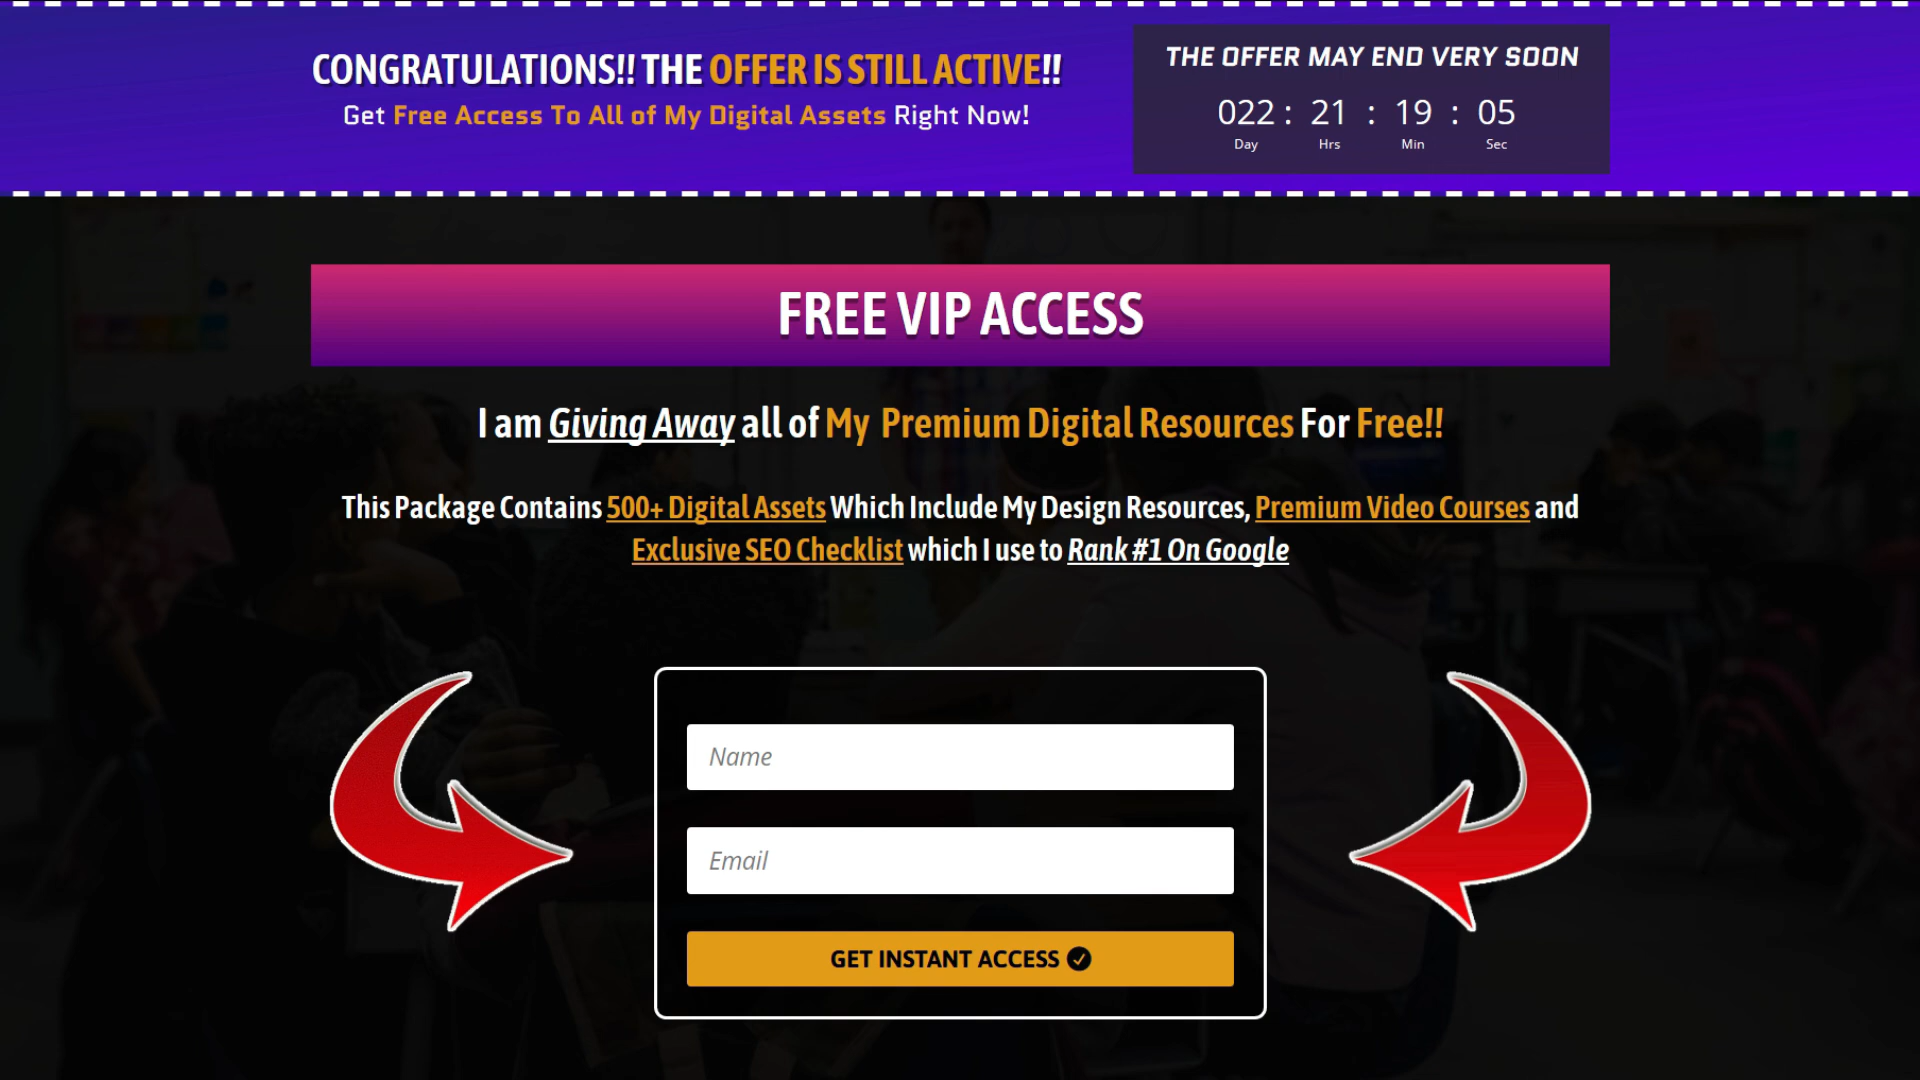 CONGRATULATIONS!! THE OFFER IS STILL ACTIVE!!
Get Free Access To All of My Digital Assets Right Now!
THE OFFER MAY END VERY SOON
022 : 21 : 19 : 05
Day Hrs Min Sec
FREE VIP ACCESS
I am Giving Away all of My Premium Digital Resources For Free!!
This Package Contains 500+ Digital Assets Which Include My Design Resources, Premium Video Courses and
Exclusive SEO Checklist which I use to Rank #1 On Google
Name
Email
GET INSTANT ACCESS